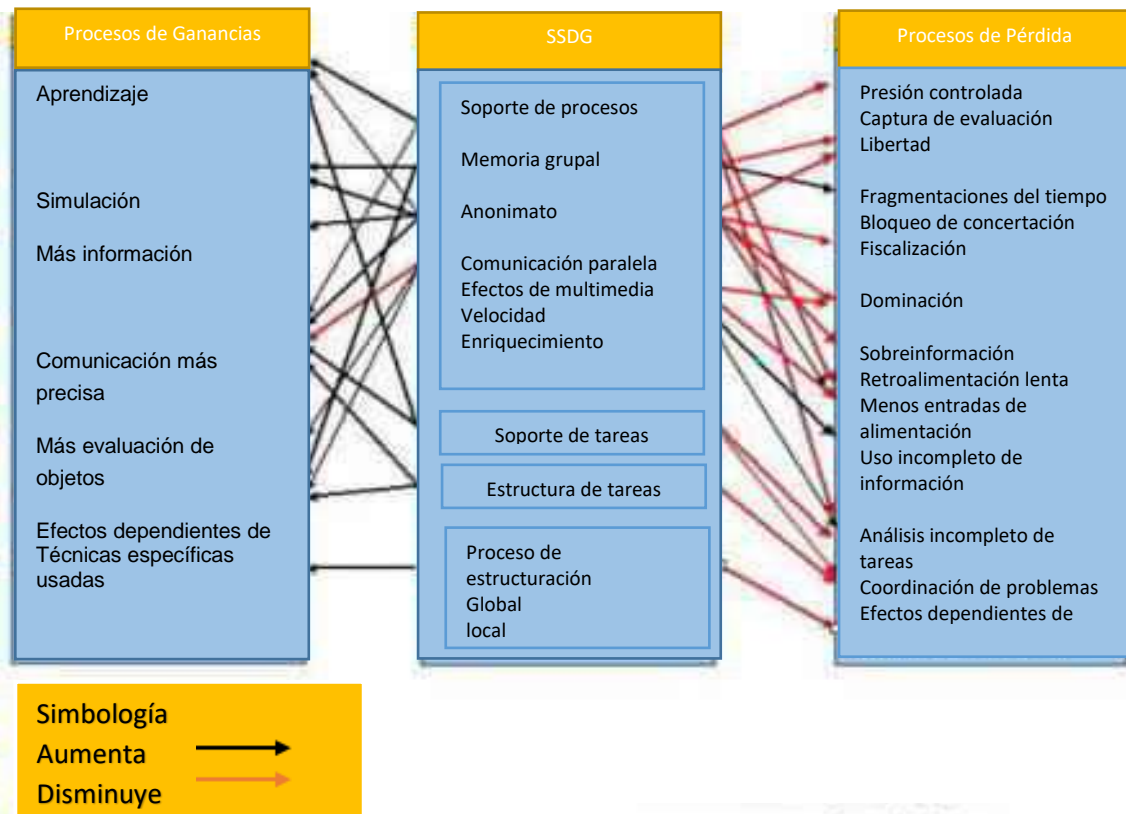 Procesos de Ganancias
Aprendizaje
Simulación
Más información
Comunicación más
precisa
Más evaluación de
objetos
Efectos dependientes de
Técnicas específicas
usadas
SSDG
Soporte de procesos
Memoria grupal
Anonimato
Comunicación paralela
Efectos de multimedia
Velocidad
Enriquecimiento
Soporte de tareas
Estructura de tareas
Proceso de
estructuración
Global
local
Procesos de Pérdida
Presión controlada
Captura de evaluación
Libertad
Fragmentaciones del tiempo
Bloqueo de concertación
Fiscalización
Dominación
Sobreinformación
Retroalimentación lenta
Menos entradas de
alimentación
Uso incompleto de
información
Análisis incompleto de
tareas
Coordinación de problemas
Efectos dependientes de
Simbología
Aumenta
Disminuye